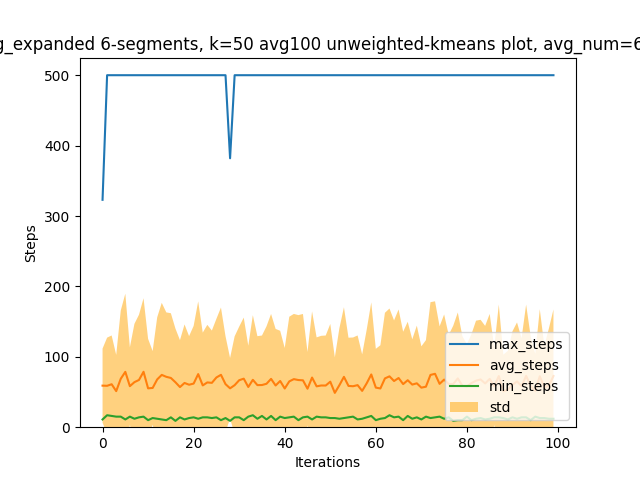 g_expanded 6-segments, k=50 avg100 unweighted-kmeans plot, avg_num=6
500
400
300
200
100
0
Steps
max_steps
avg_steps
min_steps
std
0 20 40 60 80 100
Iterations